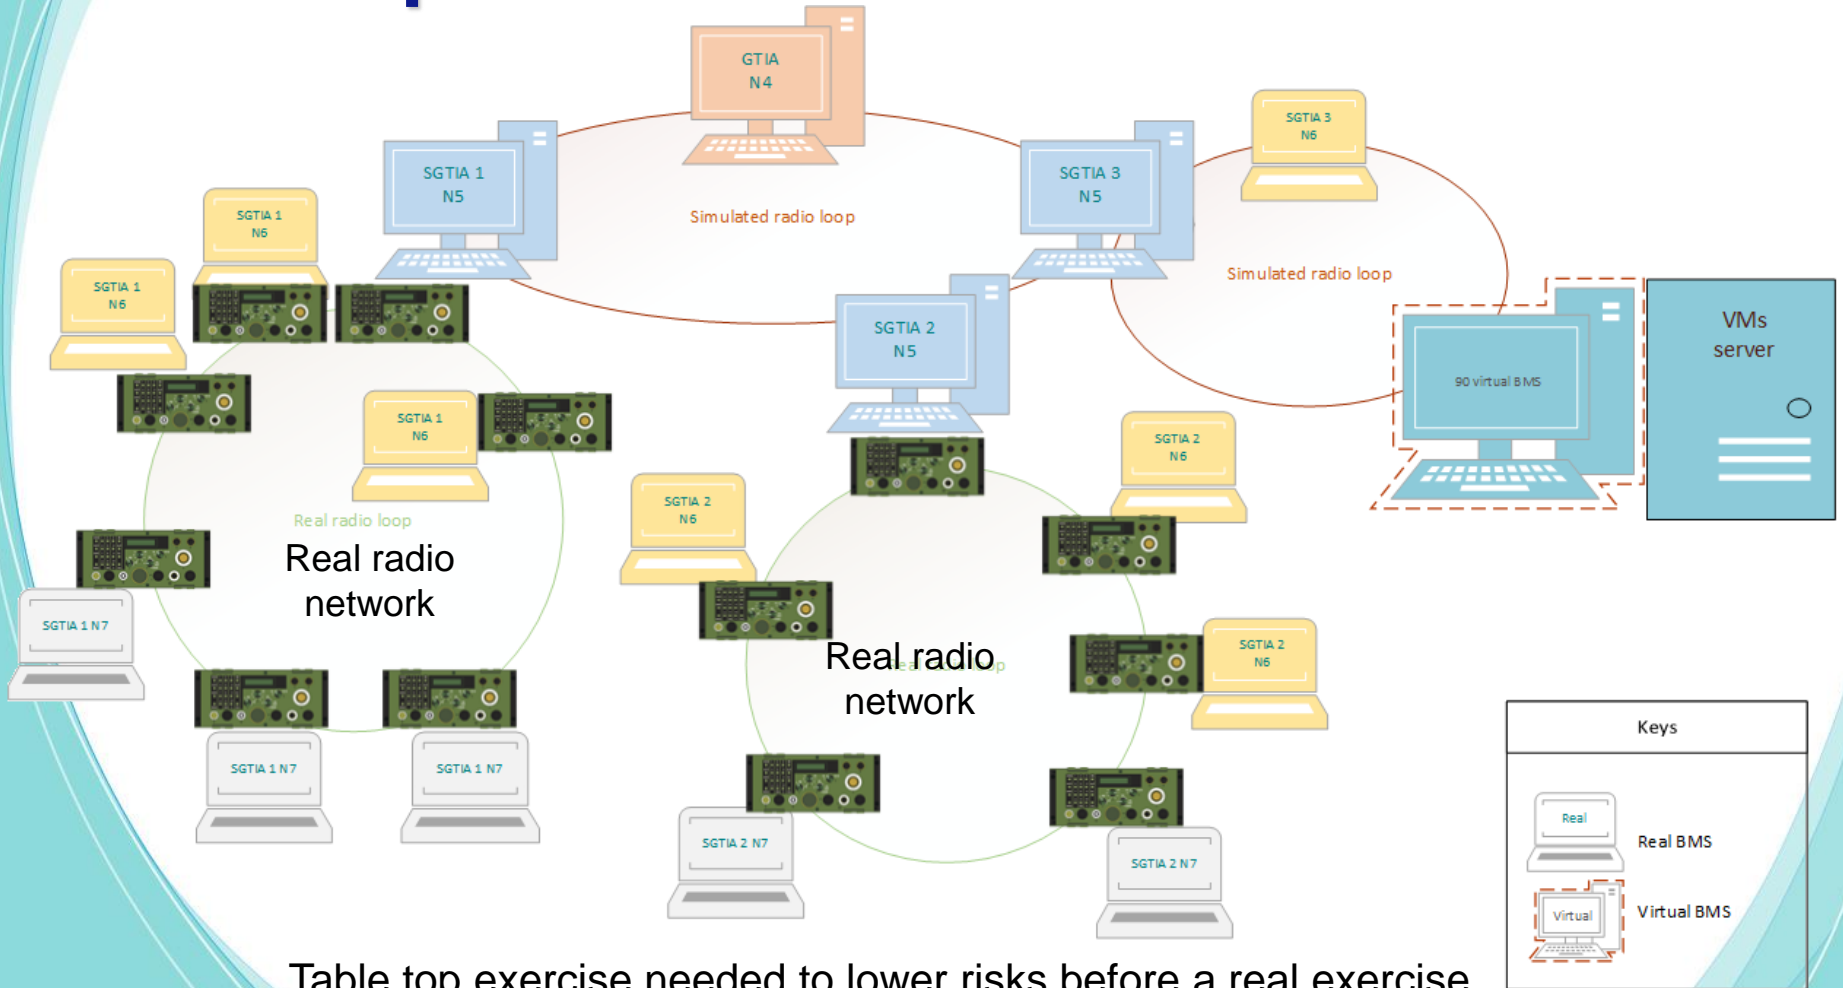 GTIA
N4
SGTIA 3
N6
SGTIA 1
N5
SGTIA 3
N5
SGTIA 1
N6
Simulated radio loop
Simulated radio loop
SGTIA 1
N6
SGTIA 2
N5
VMs
server
90 virtual BMS
SGTIA 1
N6
SGTIA 2
N6
SGTIA 2
N6
Real radio loop
Real radio
network
SGTIA 1 N7
SGTIA 2
N6
Real radio loop
Real radio
network
SGTIA 1 N7
SGTIA 1 N7
SGTIA 2 N7
SGTIA 2 N7
Keys
Real
Real BMS
Virtual
Virtual BMS
Table top exercise needed to lower risks before a real exercise